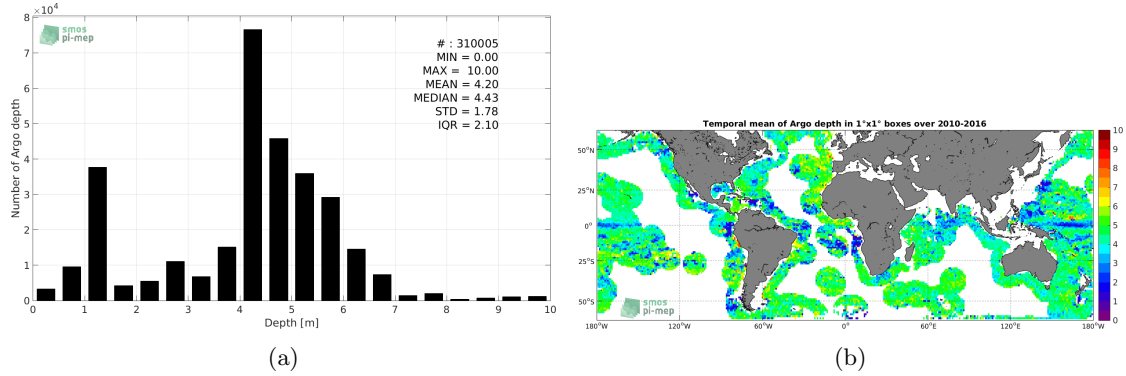 ×10⁴
smos
pi-mep
# : 310005
MIN = 0.00
MAX = 10.00
MEAN = 4.20
MEDIAN = 4.43
STD = 1.78
IQR = 2.10
Number of Argo depth
8
7
6
5
4
3
2
1
0
0 1 2 3 4 5 6 7 8 9 10
Depth [m]
(a)
Temporal mean of Argo depth in 1°x1° boxes over 2010-2016
50°N
25°N
0°
25°S
50°S
smos
pi-mep
180°W 120°W 60°W 0° 60°E 120°E 180°W
10
9
8
7
6
5
4
3
2
1
0
(b)